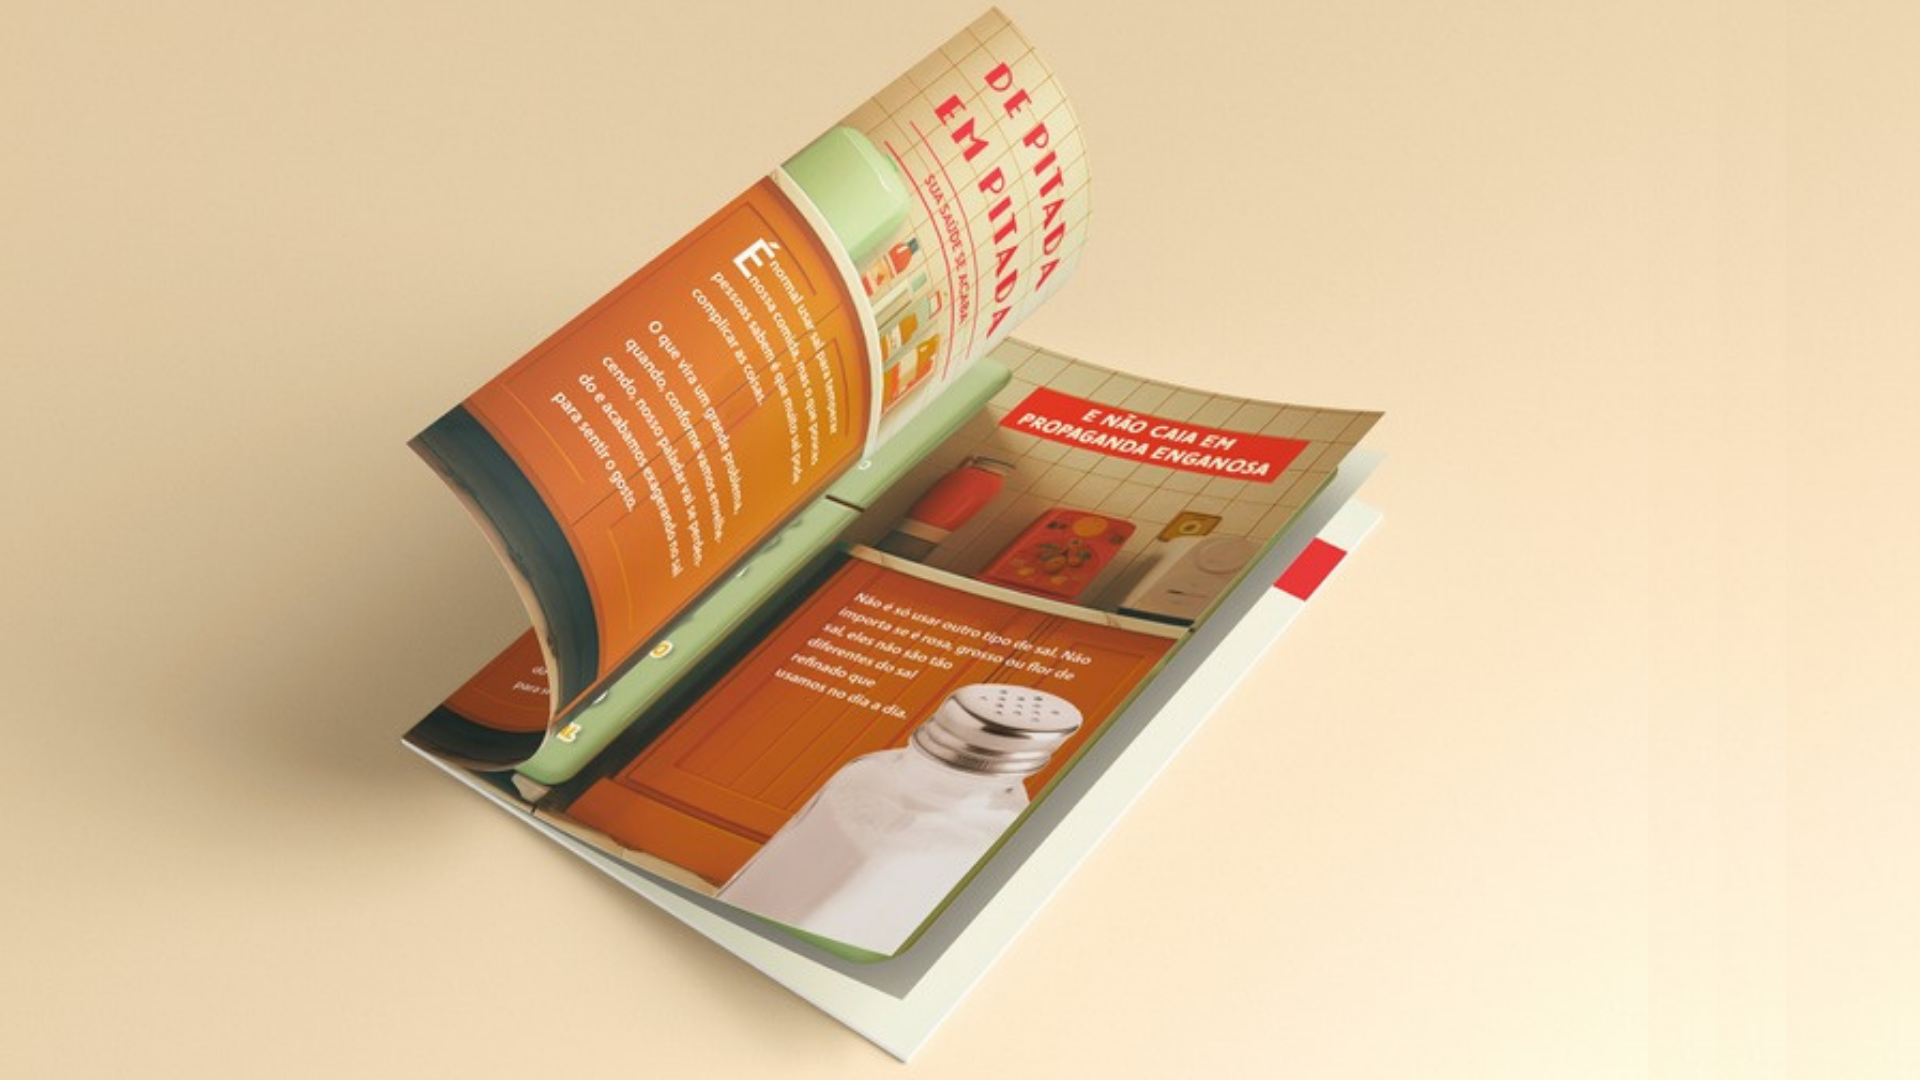 DE PITADA
EM PITADA
SUA SAÚDE SE ACABA
É normal usar sal para temperar
nossa comida, mas o que poucas
pessoas sabem é que muito sal pode
complicar as coisas.
O que vira um grande problema,
quando, conforme vamos envelhe-
cendo, nosso paladar vai se perden-
do e acabamos exagerando no sal
para sentir o gosto.
E NÃO CAIA EM
PROPAGANDA ENGANOSA
Não é só usar outro tipo de sal. Não
importa se é rosa, grosso ou flor de
sal, eles não são tão
diferentes do sal
refinado que
usamos no dia a dia.